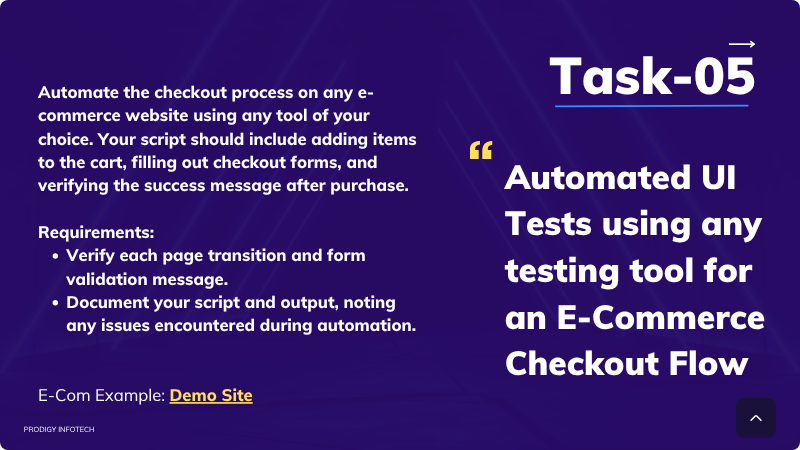 Task-05
Automate the checkout process on any e-
commerce website using any tool of your
choice. Your script should include adding items
to the cart, filling out checkout forms, and
verifying the success message after purchase.
Requirements:
• Verify each page transition and form
validation message.
• Document your script and output, noting
any issues encountered during automation.
E-Com Example: Demo Site
“
Automated UI
Tests using any
testing tool for
an E-Commerce
Checkout Flow
PRODIGY INFOTECH